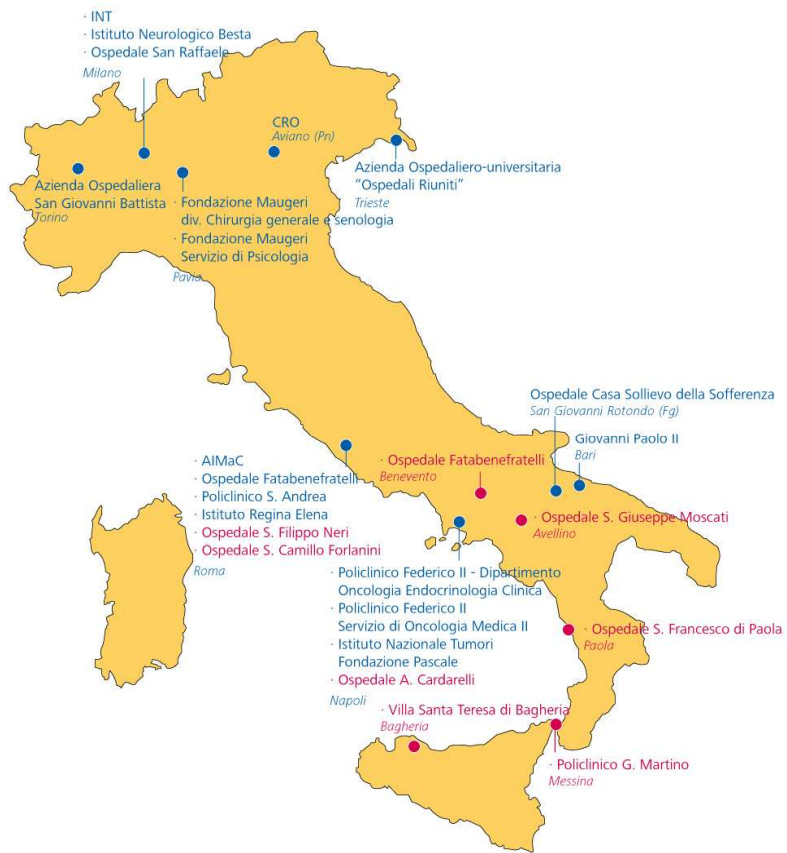 · INT
· Istituto Neurologico Besta
· Ospedale San Raffaele
Milano
CRO
Aviano (Pn)
Azienda Ospedaliero-universitaria
"Ospedali Riuniti"
Trieste
Azienda Ospedaliera
San Giovanni Battista
Torino
· Fondazione Maugeri
div. Chirurgia generale e senologia
· Fondazione Maugeri
Servizio di Psicologia
Pavia
Ospedale Casa Sollievo della Sofferenza
San Giovanni Rotondo (Fg)
Giovanni Paolo II
Bari
· AIMaC
· Ospedale Fatabenefratelli
· Policlinico S. Andrea
· Istituto Regina Elena
· Ospedale S. Filippo Neri
· Ospedale S. Camillo Forlanini
Roma
· Ospedale Fatabenefratelli
Benevento
· Ospedale S. Giuseppe Moscati
Avellino
· Policlinico Federico II - Dipartimento
Oncologia Endocrinologia Clinica
· Policlinico Federico II
Servizio di Oncologia Medica II
· Istituto Nazionale Tumori
Fondazione Pascale
· Ospedale A. Cardarelli
Napoli
· Ospedale S. Francesco di Paola
Paola
· Villa Santa Teresa di Bagheria
Bagheria
· Policlinico G. Martino
Messina